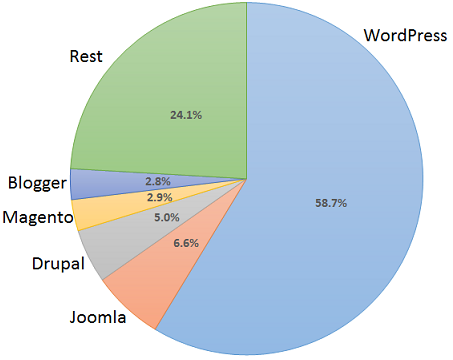 WordPress
Rest
24.1%
Blogger
2.8%
Magento
2.9%
58.7%
5.0%
Drupal
6.6%
Joomla